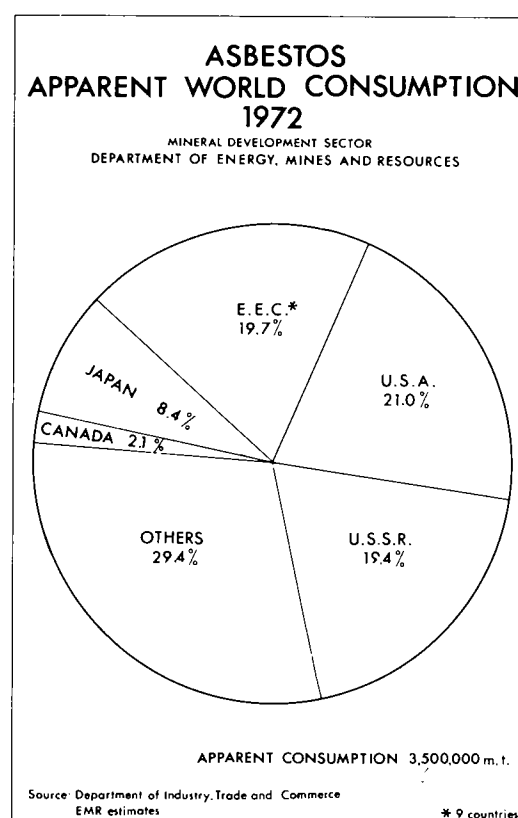 ASBESTOS
APPARENT WORLD CONSUMPTION
1972
MINERAL DEVELOPMENT SECTOR
DEPARTMENT OF ENERGY, MINES AND RESOURCES
E.E.C.*
19.7%
U.S.A.
21.0%
JAPAN 8.4%
CANADA 2.1%
OTHERS
29.4%
U.S.S.R.
19.4%
APPARENT CONSUMPTION 3,500,000 m.t.
Source: Department of Industry, Trade and Commerce
EMR estimates
* 9 countries